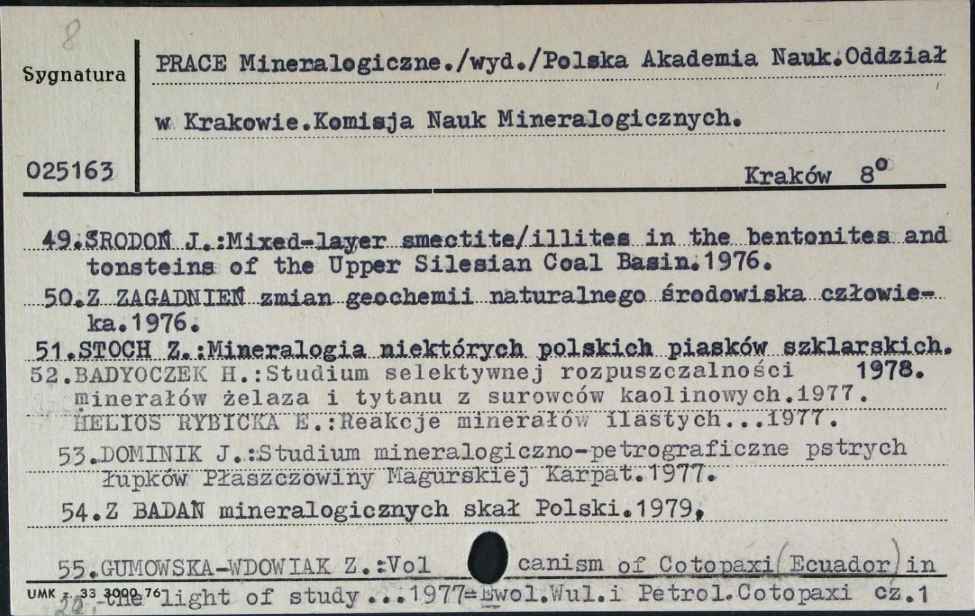 8
PRACE Mineralogiczne./wyd./Polska Akademia Nauk.Oddział
Sygnatura
w Krakowie.Komisja Nauk Mineralogicznych.
025163
Kraków 8º
49.ŚRODOŃ J.:Mixed-layer smectite/illites in the bentonites and
tonsteins of the Upper Silesian Coal Basin.1976.
50.Z ZAGADNIEŃ zmian geochemii naturalnego środowiska człowie-
ka.1976.
51.STOCH Z.:Mineralogia niektórych polskich piasków szklarskich.
52.BADYOCZEK H.:Studium selektywnej rozpuszczalności 1978.
minerałów żelaza i tytanu z surowców kaolinowych.1977.
HELIOS RYBICKA E.:Reakcje minerałów ilastych...1977.
53.DOMINIK J.:Studium mineralogiczno-petrograficzne pstrych
łupków Płaszczowiny Magurskiej Karpat.1977.
54.Z BADAŃ mineralogicznych skał Polski.1979,
55.GUMOWSKA-WDOWIAK Z.:Vol canism of Cotopaxi(Ecuador)in
UMK z. 33 3000 76
the light of study...1977=Ewol.Wul.i Petrol.Cotopaxi cz.1